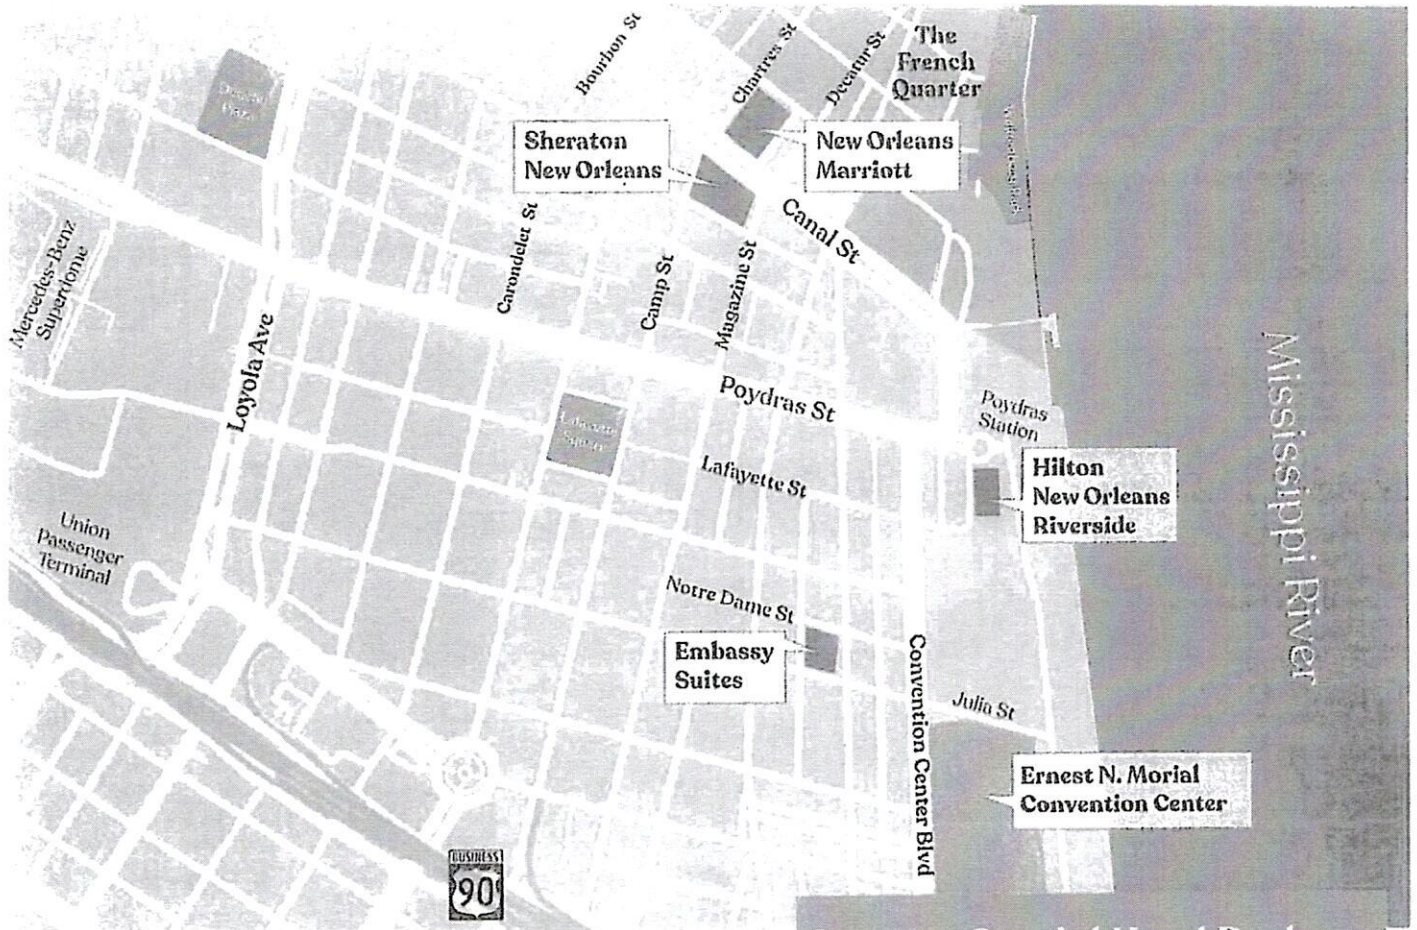 Bourbon St
Chartres St
Decatur St
The
French
Quarter
Sheraton
New Orleans
New Orleans
Marriott
Canal St
Mercedes-Benz
Superdome
Carondelet St
Camp St
Magazine St
Loyola Ave
Poydras St
Lafayette
Square
Poydras
Station
Mississippi River
Lafayette St
Hilton
New Orleans
Riverside
Union
Passenger
Terminal
Notre Dame St
Embassy
Suites
Convention Center Blvd
Julia St
Ernest N. Morial
Convention Center
BUSINESS
90